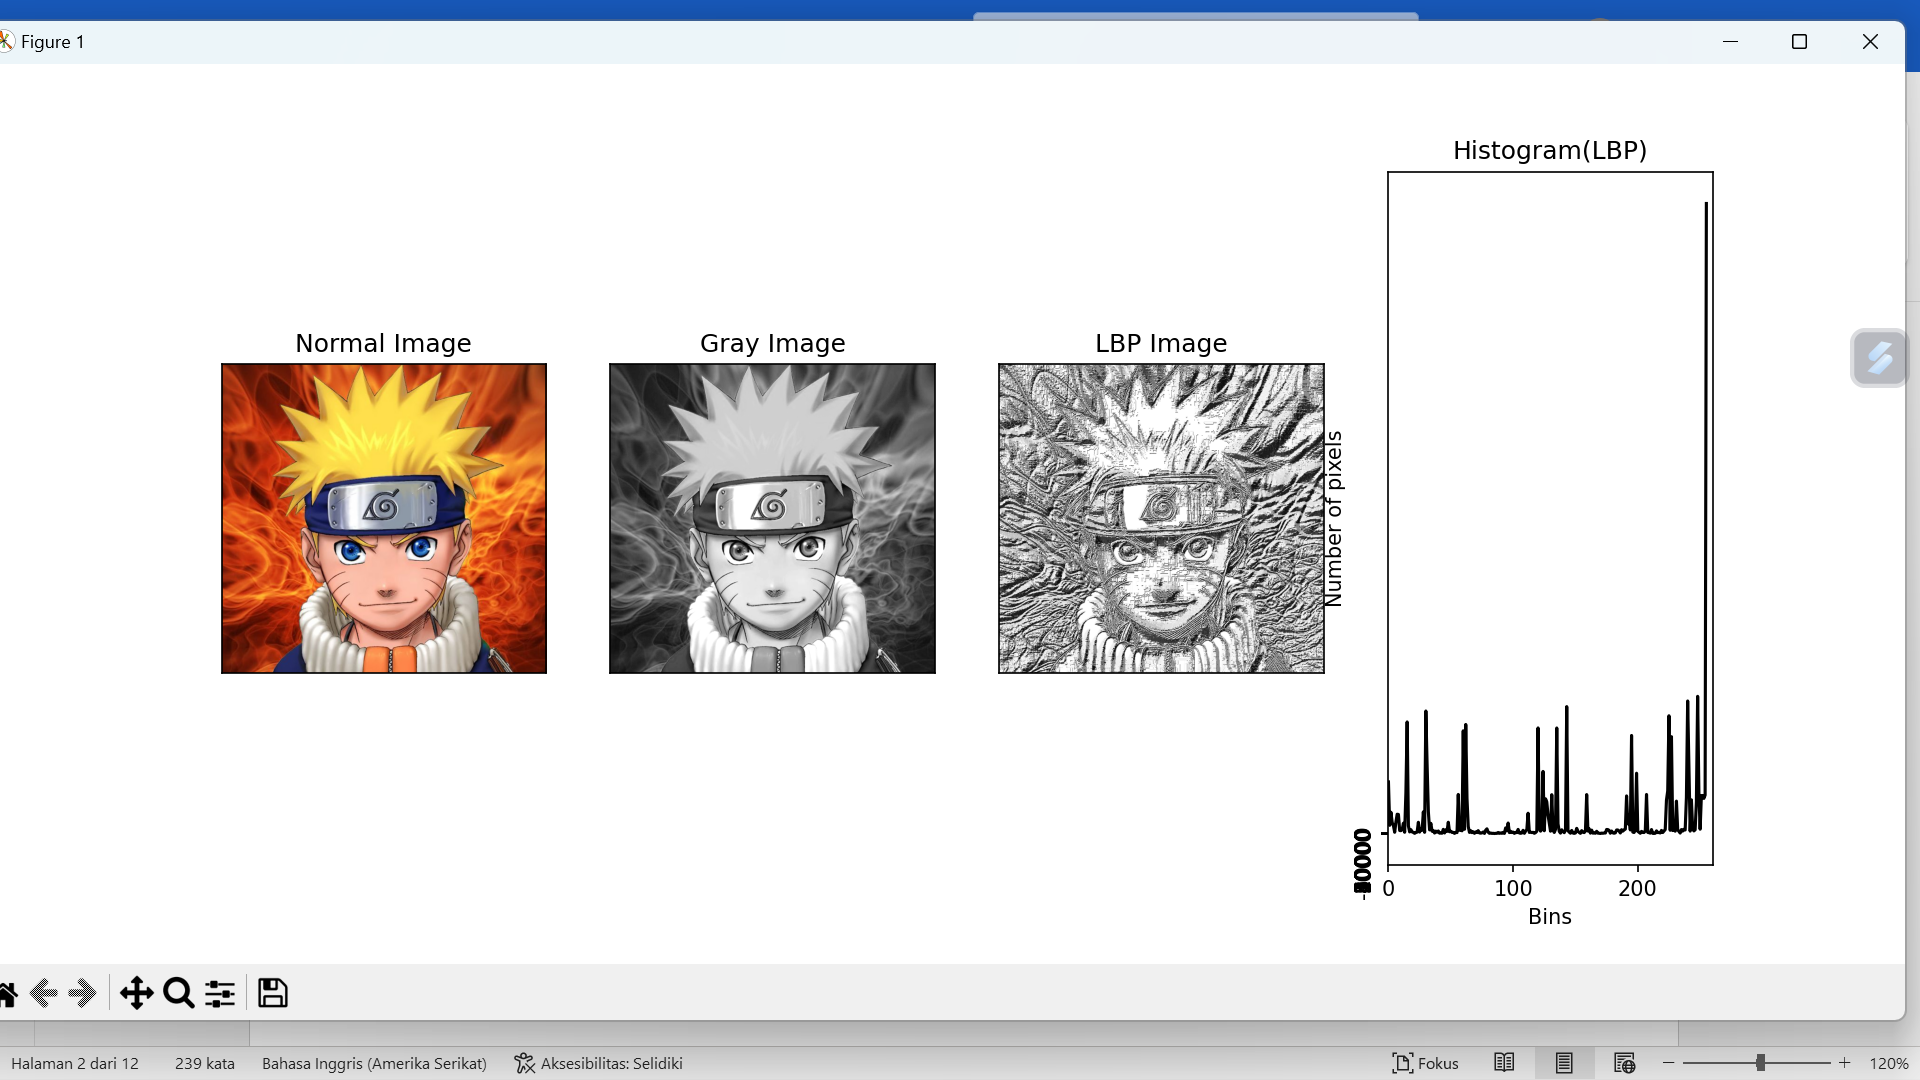 Figure 1
Histogram(LBP)
Normal Image
Gray Image
LBP Image
Number of pixels
0
100
200
Bins
Halaman 2 dari 12
239 kata
Bahasa Inggris (Amerika Serikat)
Aksesibilitas: Selidiki
Fokus
120%